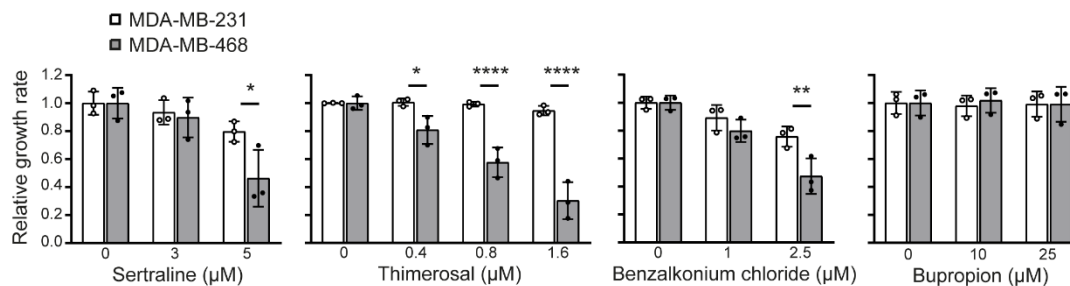 MDA-MB-231
MDA-MB-468
* * **** **** **
Relative growth rate
1.2
1.0
0.8
0.6
0.4
0.2
0.0
0 3 5 0 0.4 0.8 1.6 0 1 2.5 0 10 25
Sertraline (µM) Thimerosal (µM) Benzalkonium chloride (µM) Bupropion (µM)